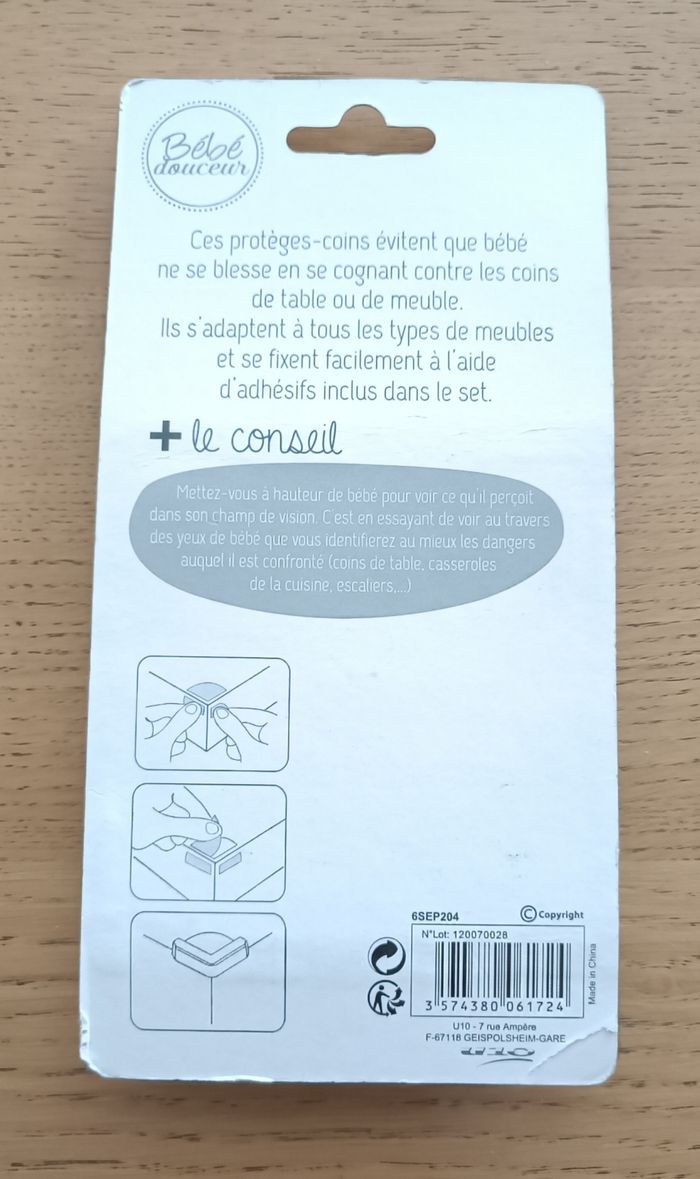 Bébé
douceur
Ces protèges-coins évitent que bébé
ne se blesse en se cognant contre les coins
de table ou de meuble.
Ils s'adaptent à tous les types de meubles
et se fixent facilement à l'aide
d'adhésifs inclus dans le set.
+ le conseil
Mettez-vous à hauteur de bébé pour voir ce qu'il perçoit
dans son champ de vision. C'est en essayant de voir au travers
des yeux de bébé que vous identifierez au mieux les dangers
auquel il est confronté (coins de table, casseroles
de la cuisine, escaliers,...)
6SEP204
© Copyright
N°Lot: 120070028
3 574380 061724
Made in China
U10 - 7 rue Ampère
F-67118 GEISPOLSHEIM-GARE
U10